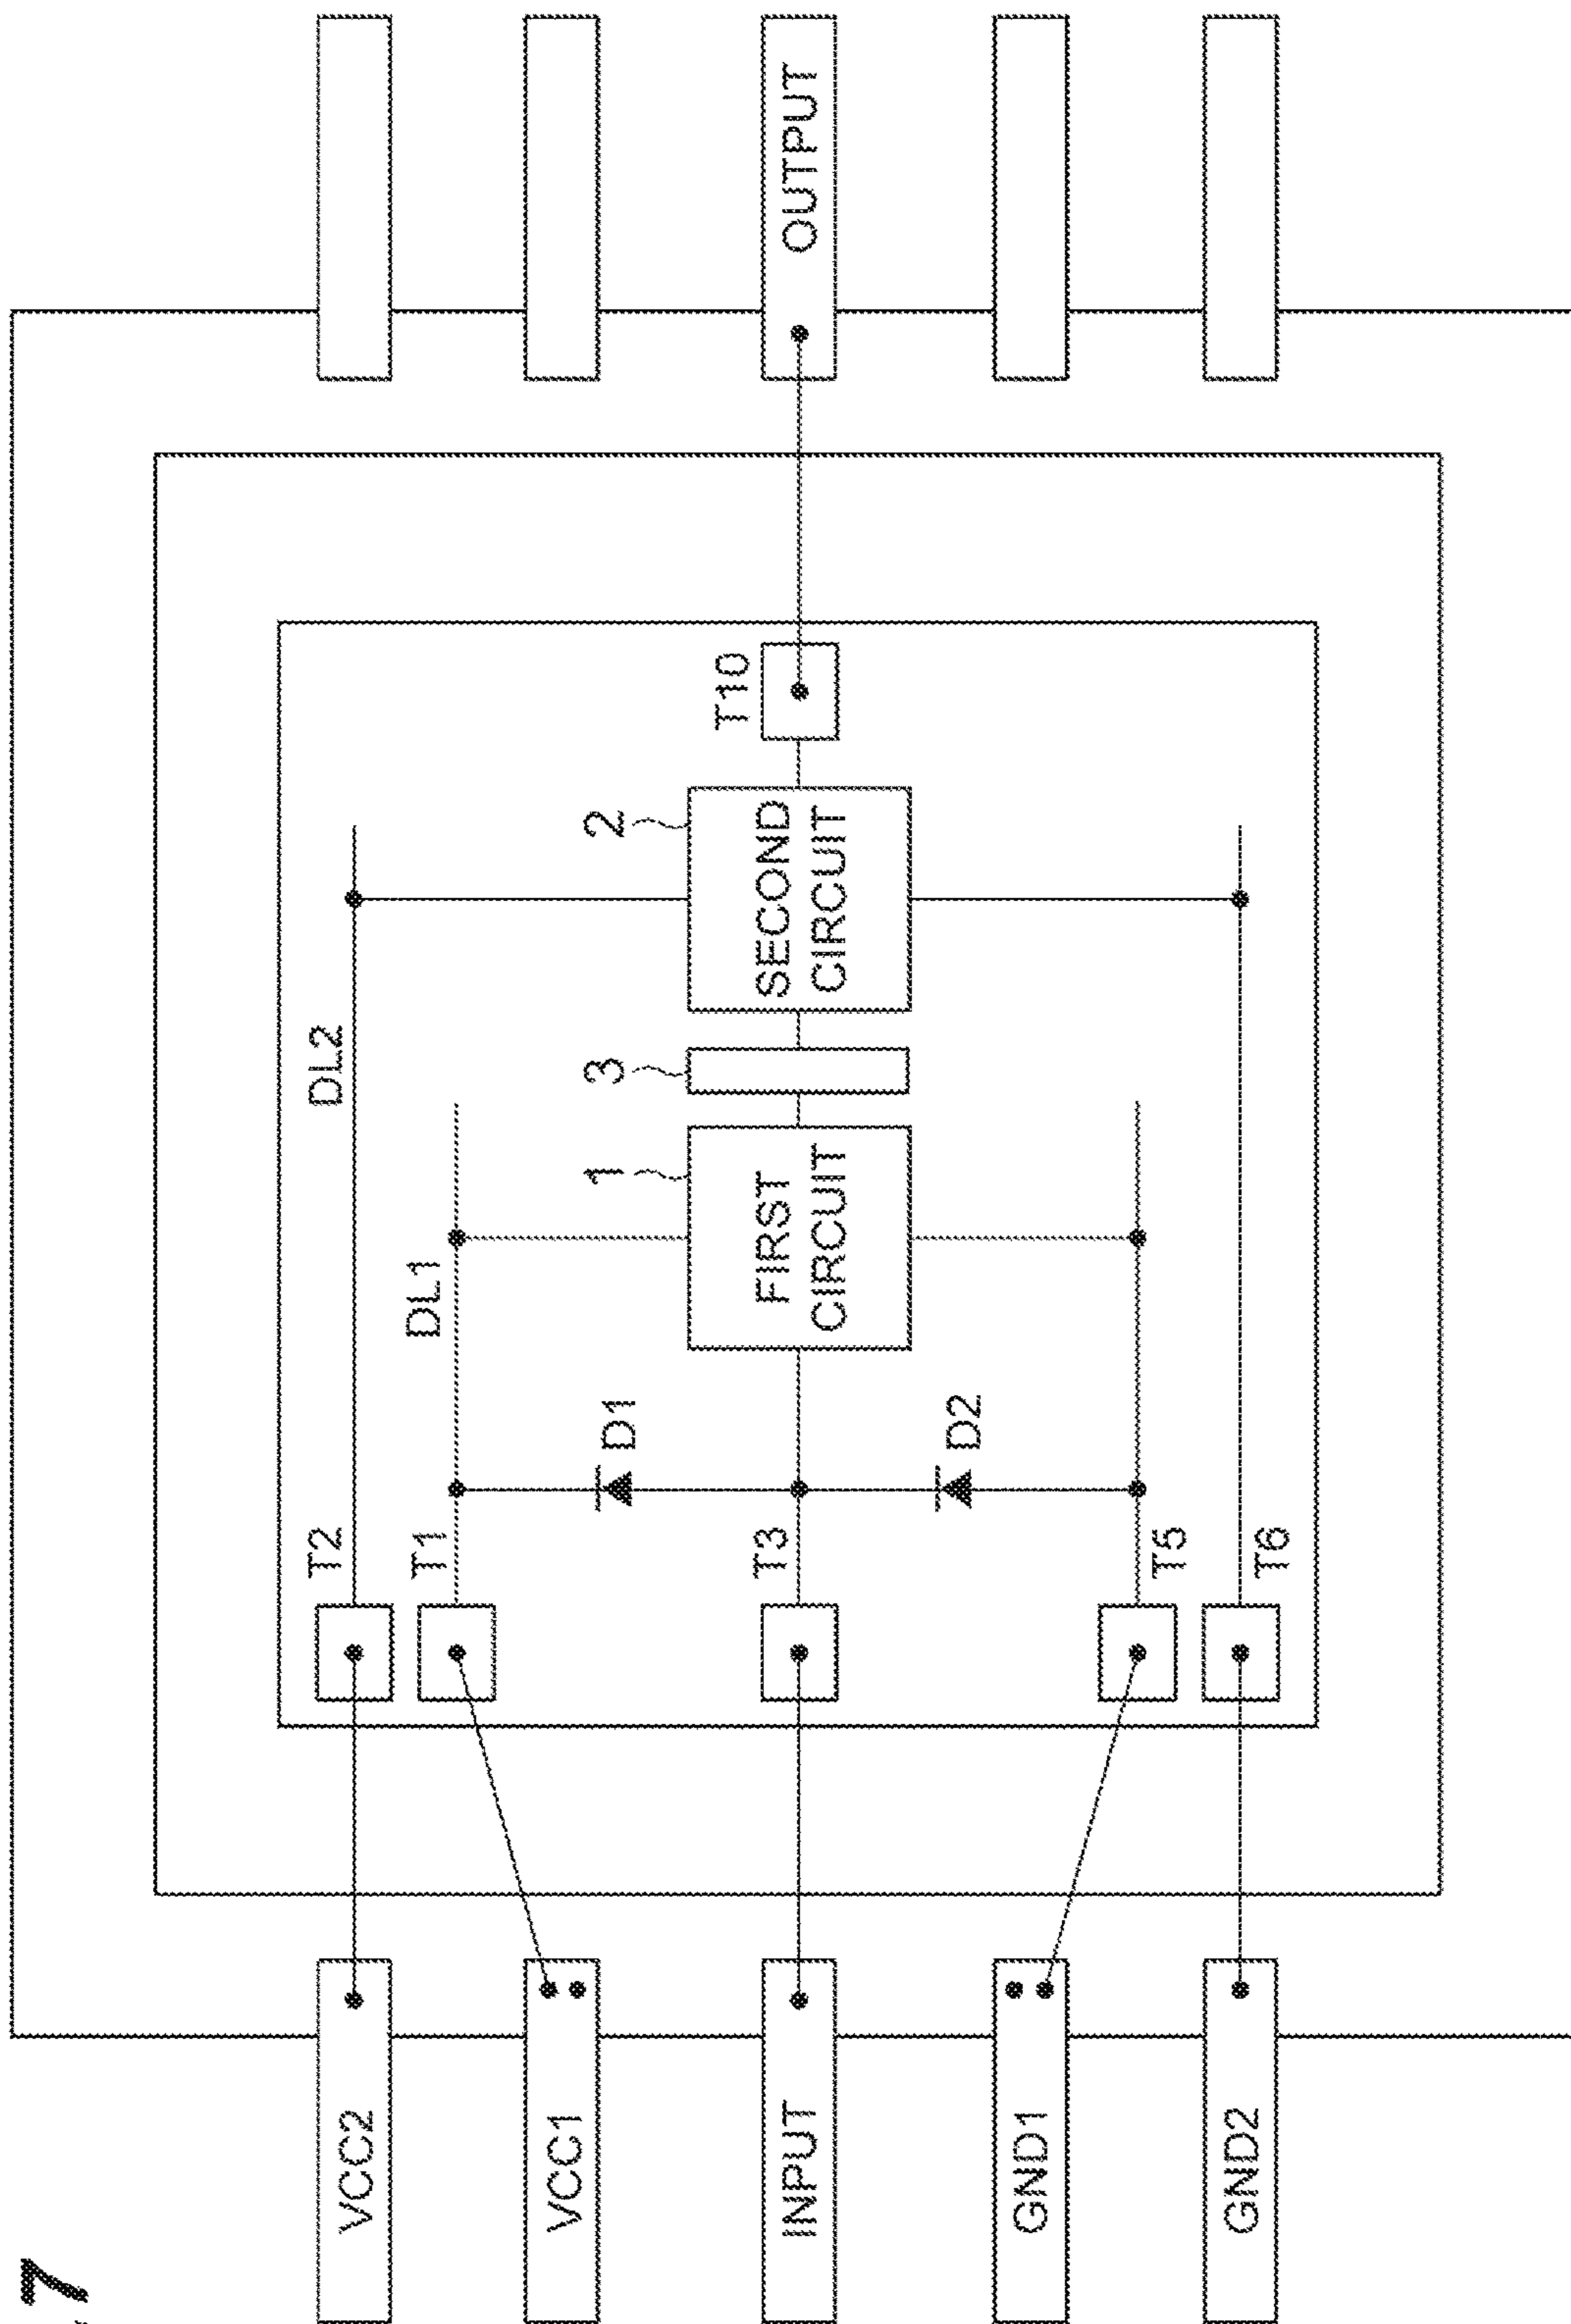 .7
VCC2
VCC1
INPUT
GND1
GND2
T2
T1
T3
T5
T6
DL2
DL1
D1
D2
1
FIRST
CIRCUIT
3
2
SECOND
CIRCUIT
T10
OUTPUT